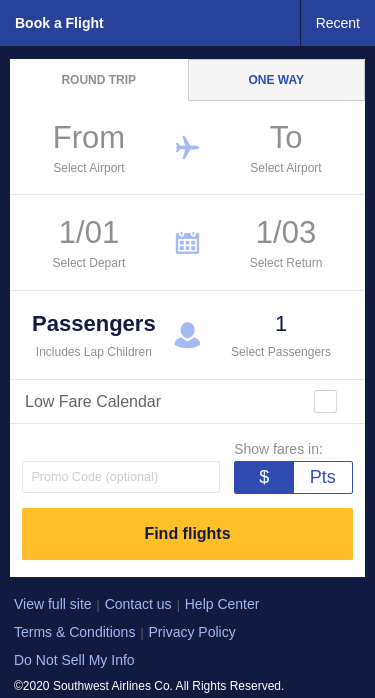 Book a Flight Recent
ROUND TRIP ONE WAY
From To
Select Airport Select Airport
1/01 1/03
Select Depart Select Return
Passengers 1
Includes Lap Children Select Passengers
Low Fare Calendar
Show fares in:
Promo Code (optional) $ Pts
Find flights
View full site | Contact us | Help Center
Terms & Conditions | Privacy Policy
Do Not Sell My Info
©2020 Southwest Airlines Co. All Rights Reserved.